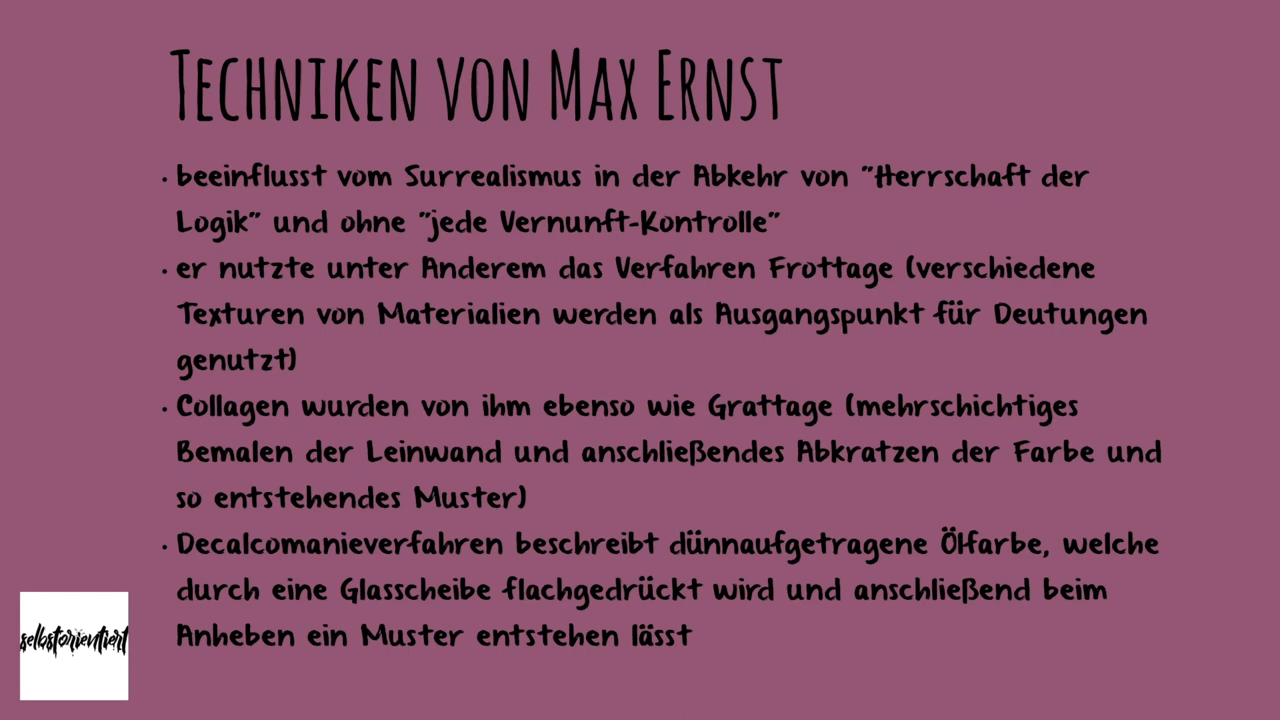 Techniken von Max Ernst
• beeinflusst vom Surrealismus in der Abkehr von "Herrschaft der
Logik" und ohne "jede Vernunft-Kontrolle"
• er nutzte unter Anderem das Verfahren Frottage (verschiedene
Texturen von Materialien werden als Ausgangspunkt für Deutungen
genutzt)
• Collagen wurden von ihm ebenso wie Grattage (mehrschichtiges
Bemalen der Leinwand und anschließendes Abkratzen der Farbe und
so entstehendes Muster)
• Decalcomanieverfahren beschreibt dünnaufgetragene Ölfarbe, welche
durch eine Glasscheibe flachgedrückt wird und anschließend beim
Anheben ein Muster entstehen lässt
selbstorientiert